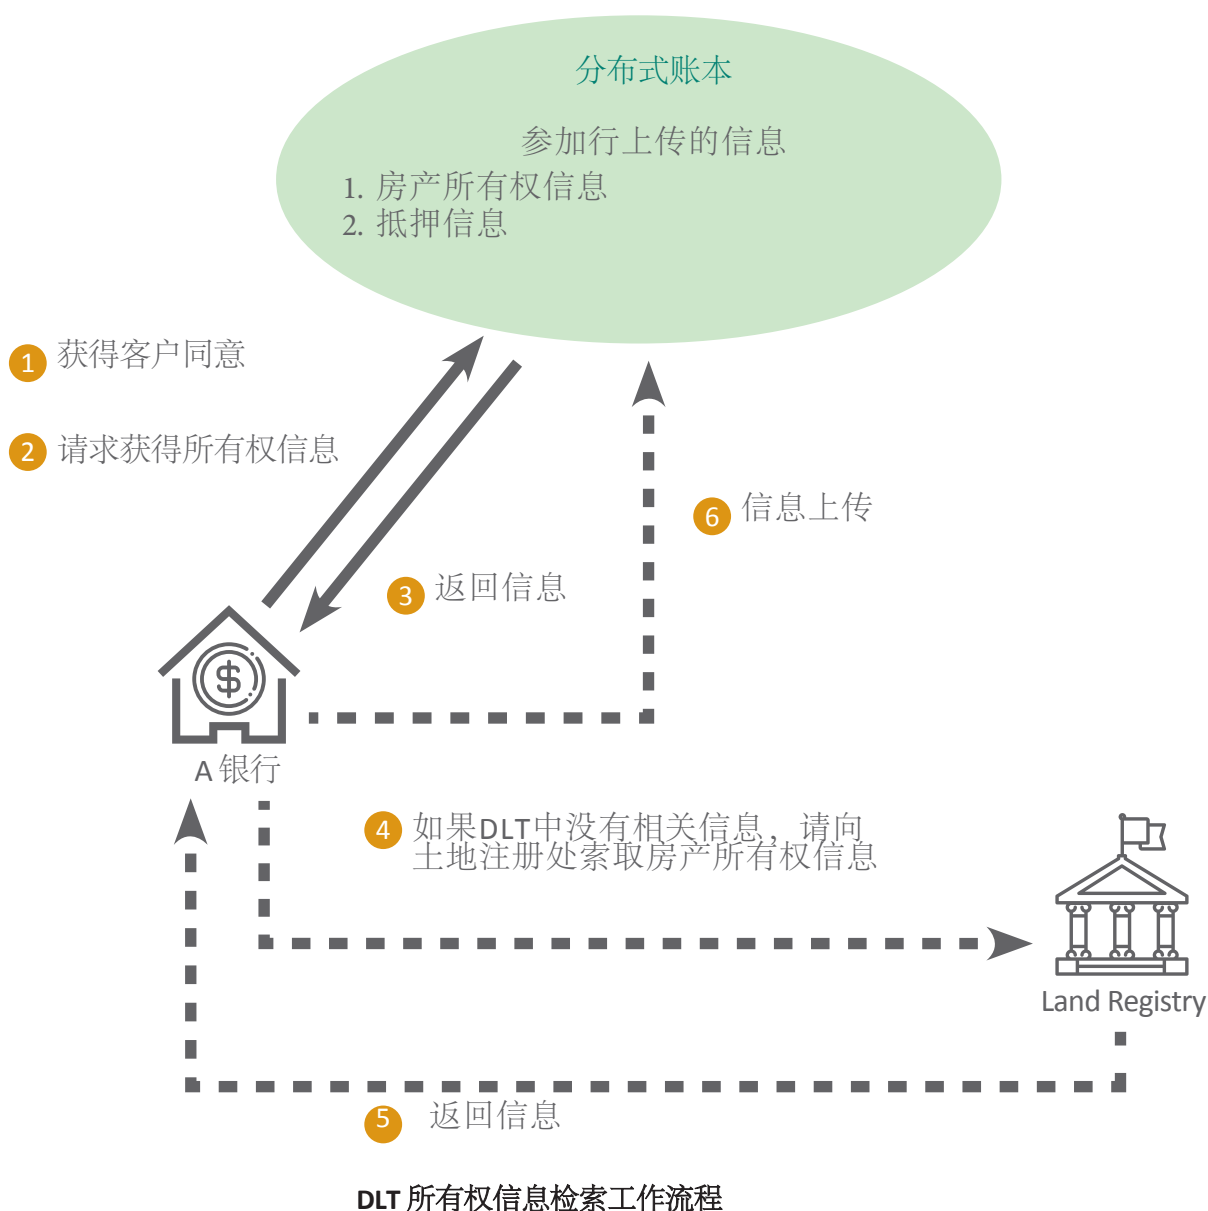 分布式账本
参加行上传的信息
1. 房产所有权信息
2. 抵押信息
1 获得客户同意
2 请求获得所有权信息
6 信息上传
3 返回信息
$
A 银行
4 如果DLT中没有相关信息，请向
土地注册处索取房产所有权信息
Land Registry
5 返回信息
DLT 所有权信息检索工作流程